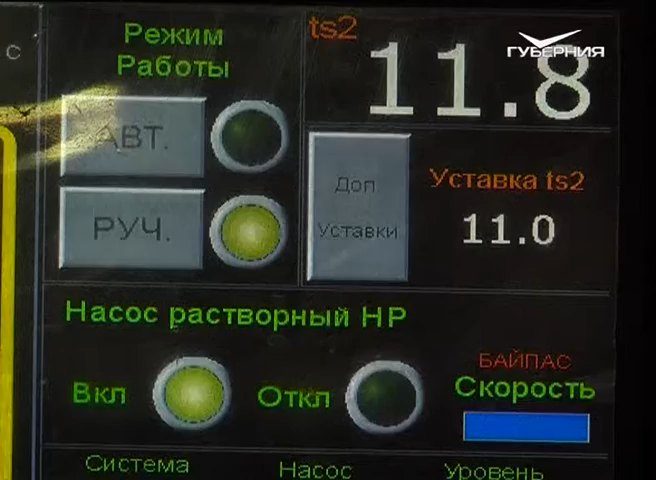 с
Режим
Работы
АВТ.
РУЧ.
ts2
11.8
ГУБЕРНИЯ
Доп
Уставки
Уставка ts2
11.0
Насос растворный НР
Вкл
Откл
БАЙПАС
Скорость
Система
Насос
Уровень